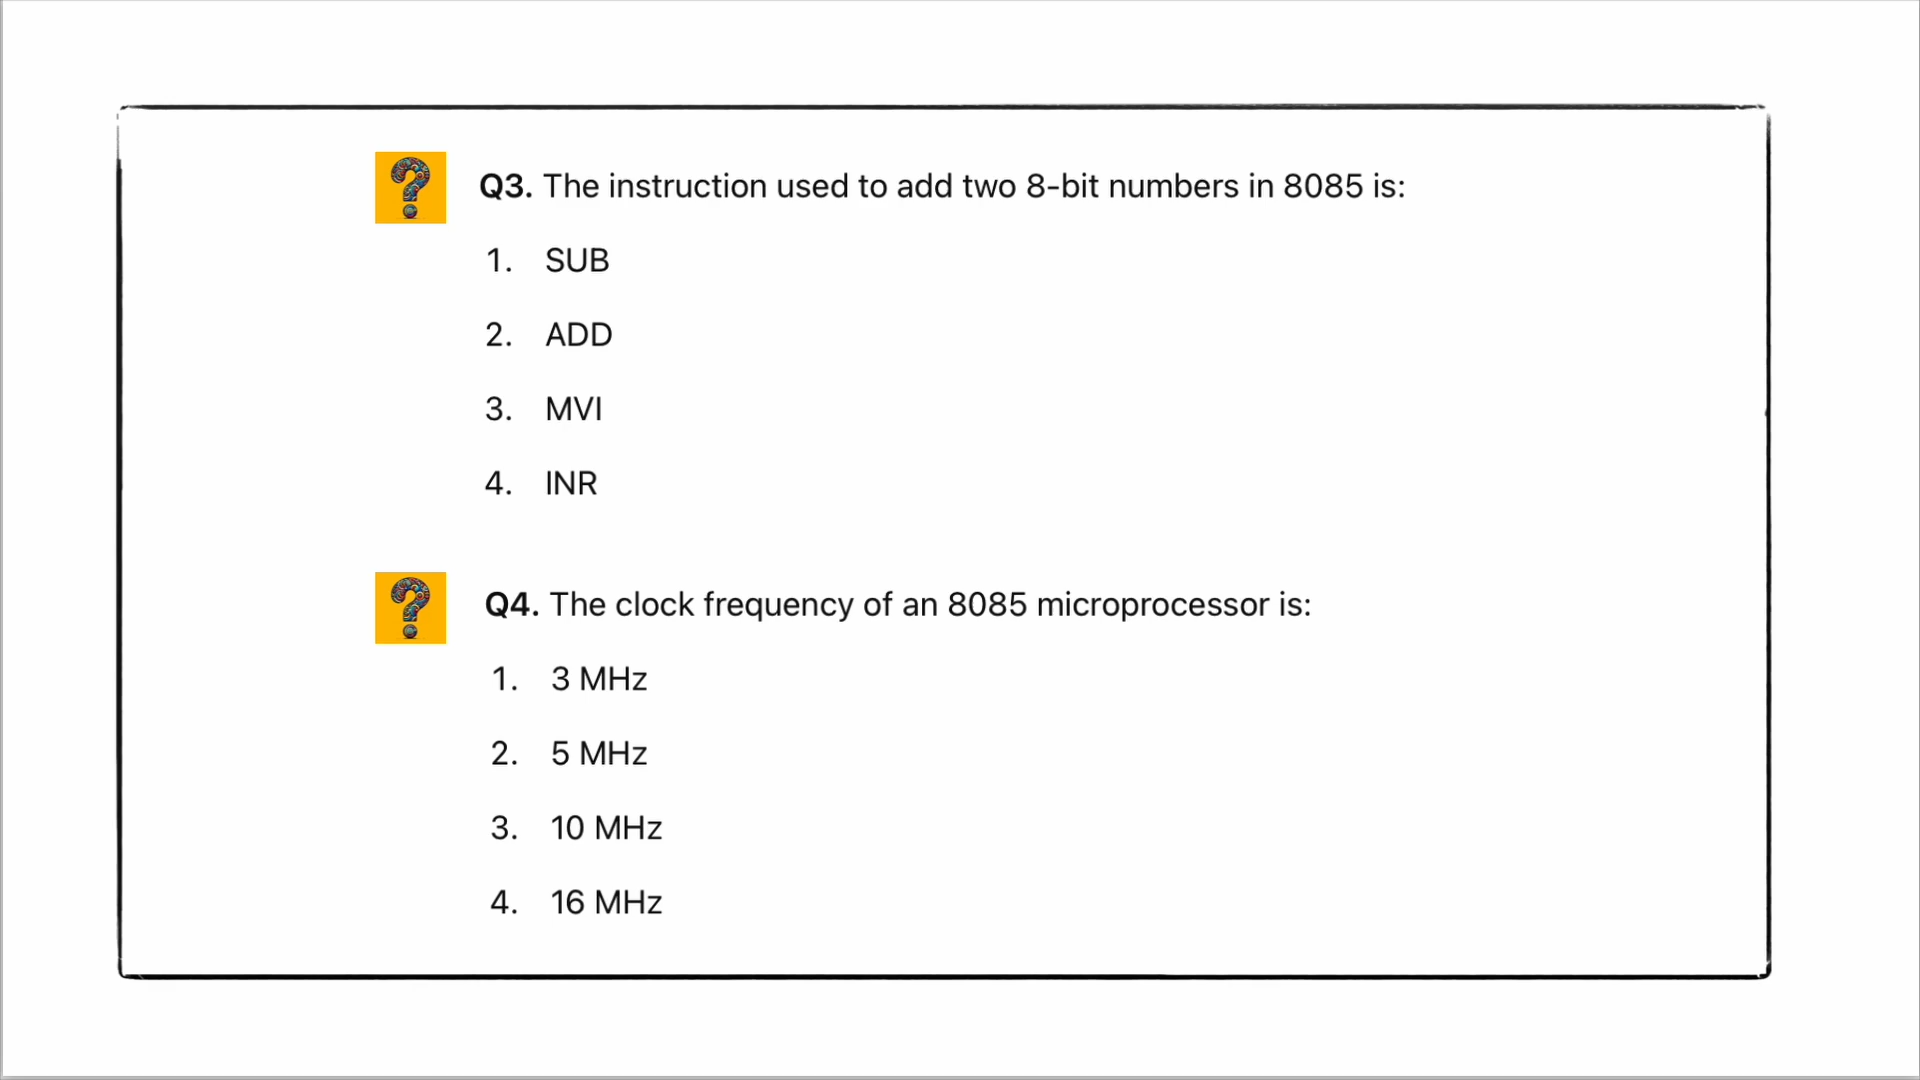 Q3. The instruction used to add two 8-bit numbers in 8085 is:
1. SUB
2. ADD
3. MVI
4. INR
Q4. The clock frequency of an 8085 microprocessor is:
1. 3 MHz
2. 5 MHz
3. 10 MHz
4. 16 MHz